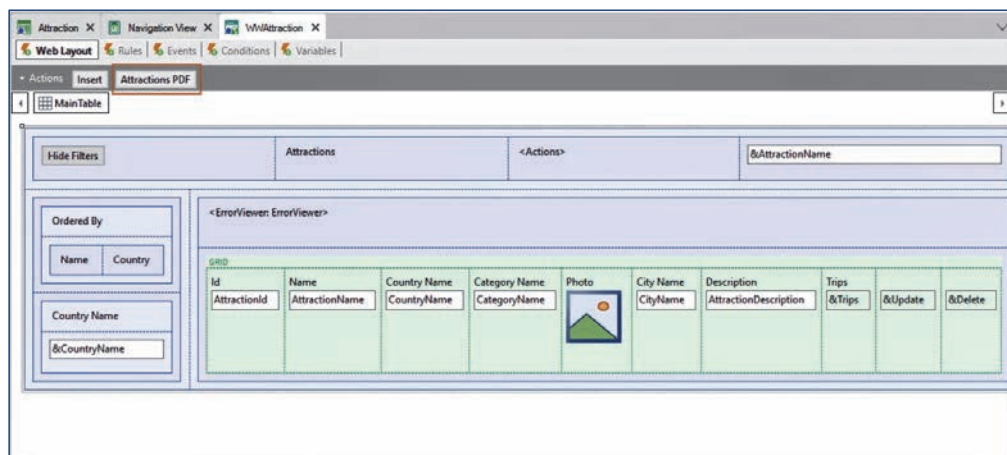 Attraction X Navigation View X WWAttraction X
Web Layout Rules Events Conditions Variables
Actions Insert Attractions PDF
MainTable
Hide Filters Attractions <Actions> &AttractionName
Ordered By
<ErrorViewer: ErrorViewer>
Name Country
GRID
Id Name Country Name Category Name Photo City Name Description Trips
AttractionId AttractionName CountryName CategoryName CityName AttractionDescription &Trips &Update &Delete
Country Name
&CountryName